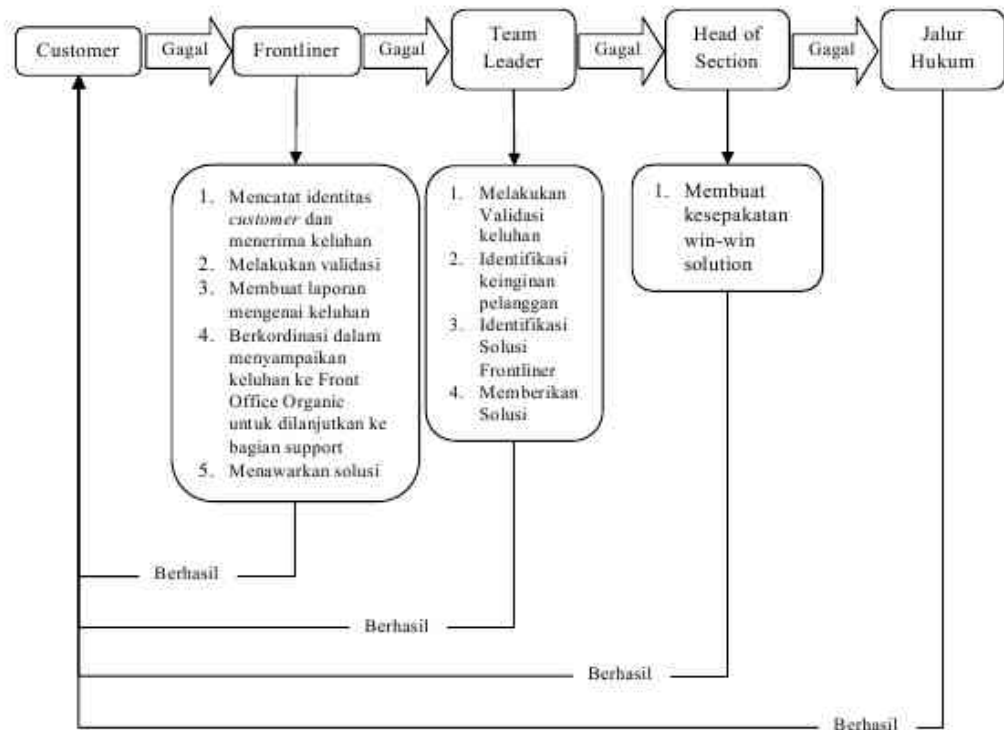 Customer
Gagal
Frontliner
Gagal
Team
Leader
Gagal
Head of
Section
Gagal
Jalur
Hukum
1. Mencatat identitas
customer dan
menerima keluhan
2. Melakukan validasi
3. Membuat laporan
mengenai keluhan
4. Berkordinasi dalam
menyampaikan
keluhan ke Front
Office Organic
untuk dilanjutkan ke
bagian support
5. Menawarkan solusi
1. Melakukan
Validasi
keluhan
2. Identifikasi
keinginan
pelanggan
3. Identifikasi
Solusi
Frontliner
4. Memberikan
Solusi
1. Membuat
kesepakatan
win-win
solution
Berhasil
Berhasil
Berhasil
Berhasil